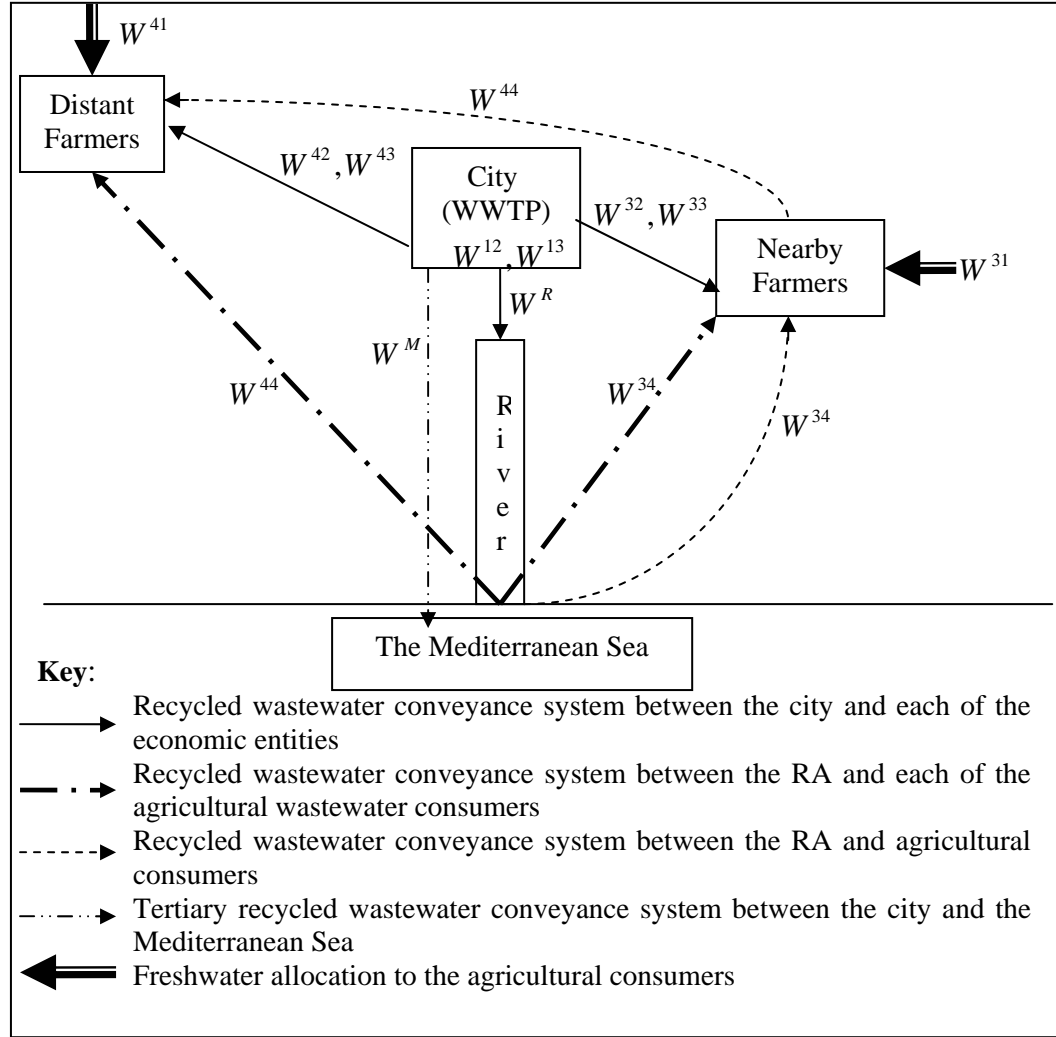 W^41
Distant
Farmers
W^44
W^42, W^43
City
(WWTP)
W^12, W^13
W^32, W^33
Nearby
Farmers
W^31
W^R
W^M
W^44
W^34
W^34
River
The Mediterranean Sea
Key:
Recycled wastewater conveyance system between the city and each of the
economic entities
Recycled wastewater conveyance system between the RA and each of the
agricultural wastewater consumers
Recycled wastewater conveyance system between the RA and agricultural
consumers
Tertiary recycled wastewater conveyance system between the city and the
Mediterranean Sea
Freshwater allocation to the agricultural consumers